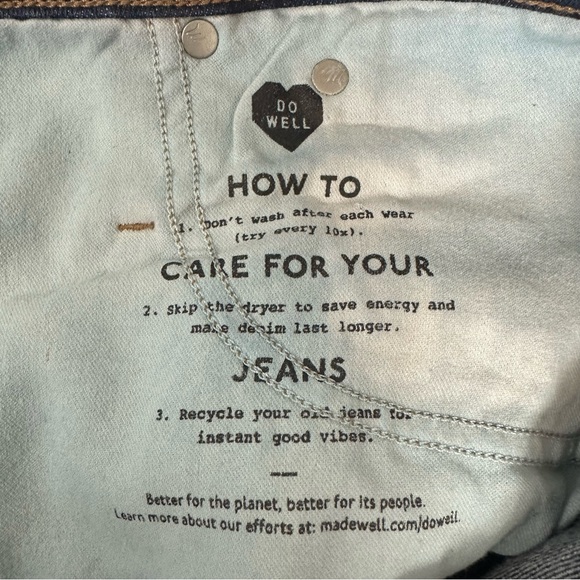 DO
WELL
HOW TO
1. Don't wash after each wear
(try every 10x).
CARE FOR YOUR
2. Skip the dryer to save energy and
make denim last longer.
JEANS
3. Recycle your old jeans for
instant good vibes.
Better for the planet, better for its people.
Learn more about our efforts at: madewell.com/dowell.